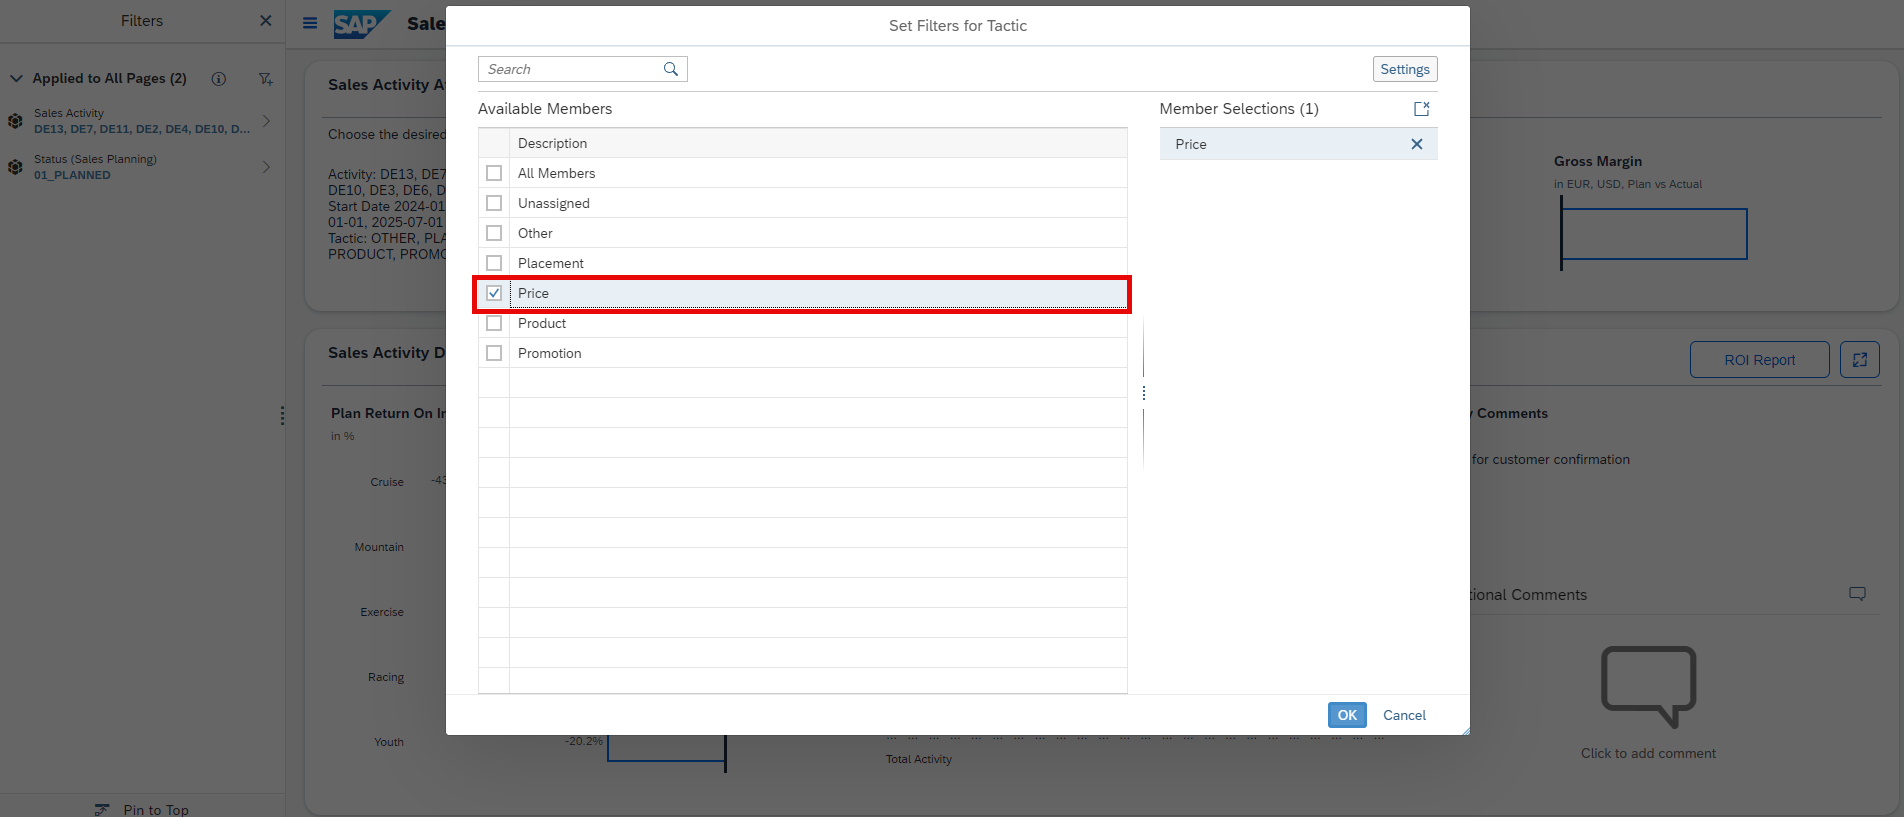 Filters
Applied to All Pages (2)
Sales Activity
DE13, DE7, DE11, DE2, DE4, DE10, D...
Status (Sales Planning)
01_PLANNED
Pin to Top
SAP
Sale
Sales Activity A
Choose the desired
Activity: DE13, DE7
DE10, DE3, DE6, D
Start Date 2024-01
01-01, 2025-07-01
Tactic: OTHER, PLA
PRODUCT, PROMO
Sales Activity D
Plan Return On In
in %
Cruise -43
Mountain
Exercise
Racing
Youth -20.2%
Total Activity
Set Filters for Tactic
Search
Settings
Available Members
Description
All Members
Unassigned
Other
Placement
Price
Product
Promotion
Member Selections (1)
Price
OK
Cancel
Gross Margin
in EUR, USD, Plan vs Actual
ROI Report
Comments
for customer confirmation
tional Comments
Click to add comment